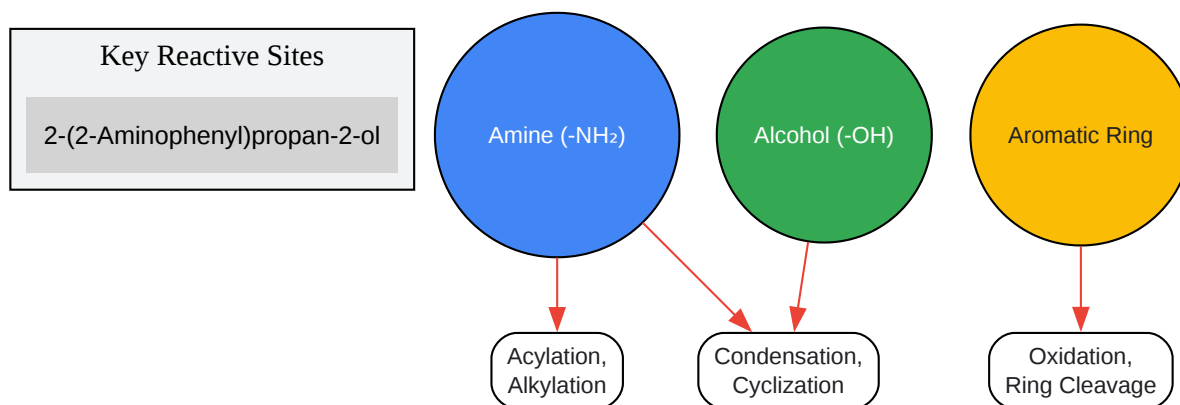 Key Reactive Sites
2-(2-Aminophenyl)propan-2-ol
Amine (-NH₂)
Alcohol (-OH)
Aromatic Ring
Acylation,
Alkylation
Condensation,
Cyclization
Oxidation,
Ring Cleavage